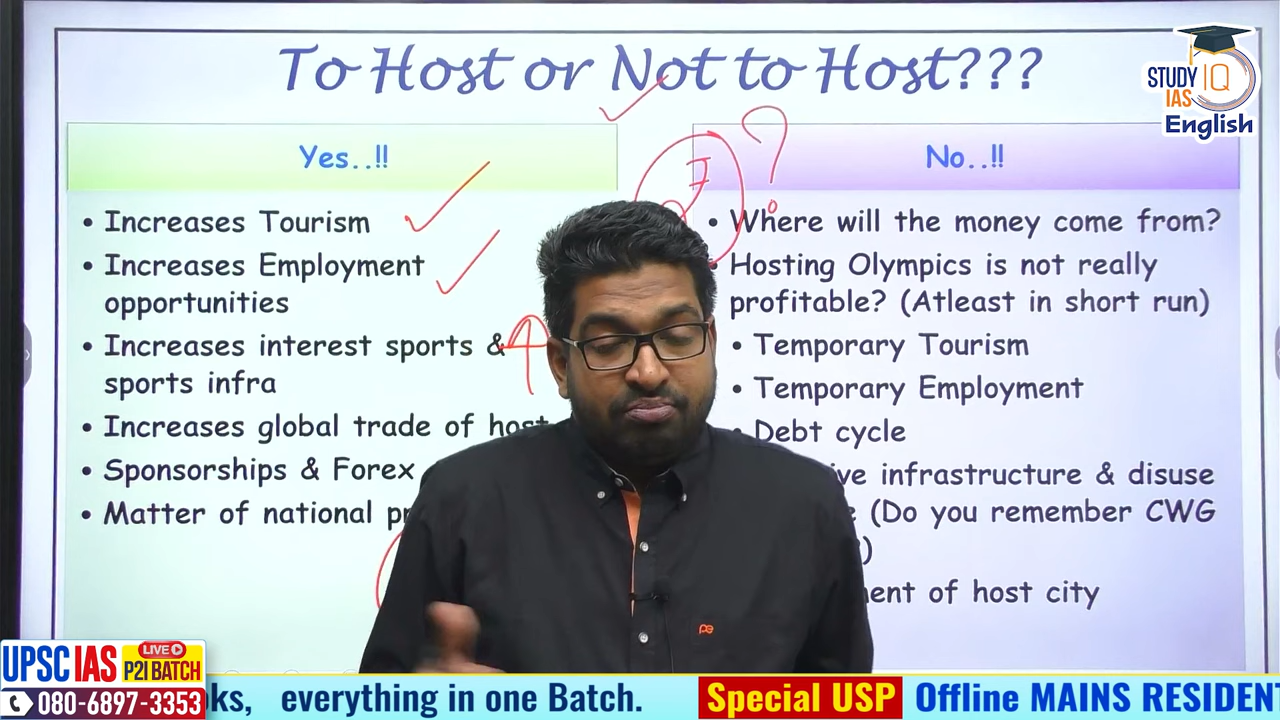 To Host or Not to Host???
STUDY IQ
IAS
English
Yes..!!
• Increases Tourism
• Increases Employment
opportunities
• Increases interest sports &
sports infra
• Increases global trade of host
• Sponsorships & Forex
• Matter of national
No..!!
• Where will the money come from?
Hosting Olympics is not really
profitable? (Atleast in short run)
• Temporary Tourism
• Temporary Employment
• Debt cycle
infrastructure & disuse
(Do you remember CWG
of host city
?
UPSC IAS
LIVE
P2I BATCH
080-6897-3353
everything in one Batch.
Special USP
Offline MAINS RESIDEN